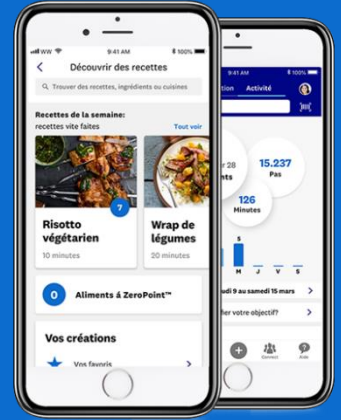 ww 9:41 AM $ 100%
Découvrir des recettes
Trouver des recettes, ingrédients ou cuisines
Recettes de la semaine:
recettes vite faites Tout voir
7
Risotto
végétarien
10 minutes
Wrap de
légumes
20 minutes
0 Aliments á ZeroPoint™
Vos créations
Vos favoris
9:41 AM $ 100%
tion Activité
r 28
nts
15.237
Pas
126
Minutes
S
M J V S
udi 9 au samedi 15 mars
ier votre objectif?
Connect Aide